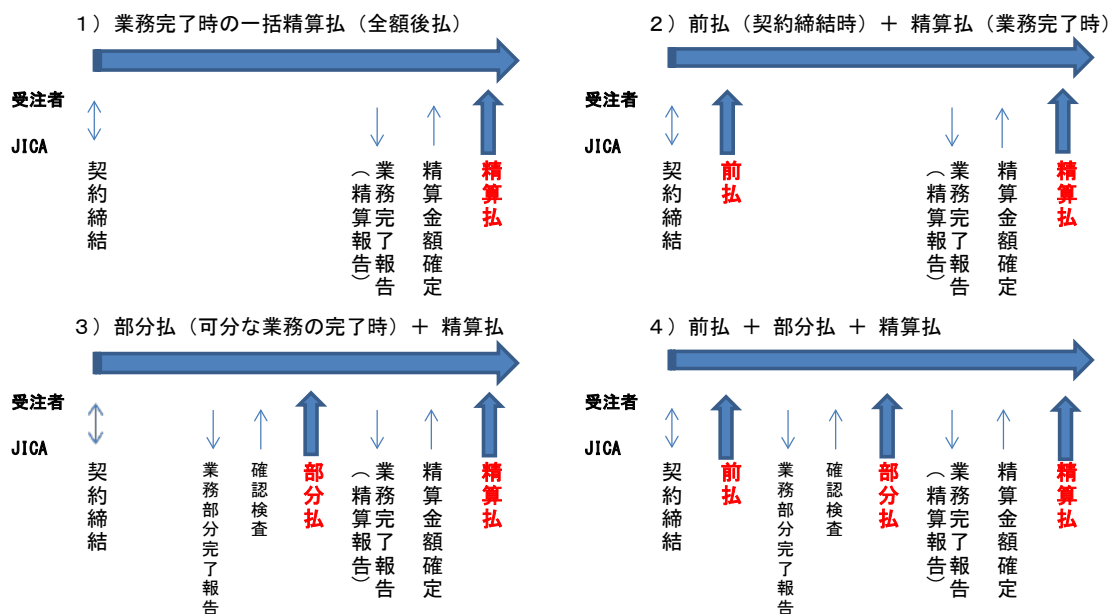 1）業務完了時の一括精算払（全額後払）
受注者
JICA
契約締結
業務完了報告
（精算報告）
精算金額確定
精算払
2）前払（契約締結時）＋ 精算払（業務完了時）
受注者
JICA
契約締結
前払
業務完了報告
（精算報告）
精算金額確定
精算払
3）部分払（可分な業務の完了時）＋ 精算払
受注者
JICA
契約締結
業務部分完了報告
確認検査
部分払
業務完了報告
（精算報告）
精算金額確定
精算払
4）前払 ＋ 部分払 ＋ 精算払
受注者
JICA
契約締結
前払
業務部分完了報告
確認検査
部分払
業務完了報告
（精算報告）
精算金額確定
精算払